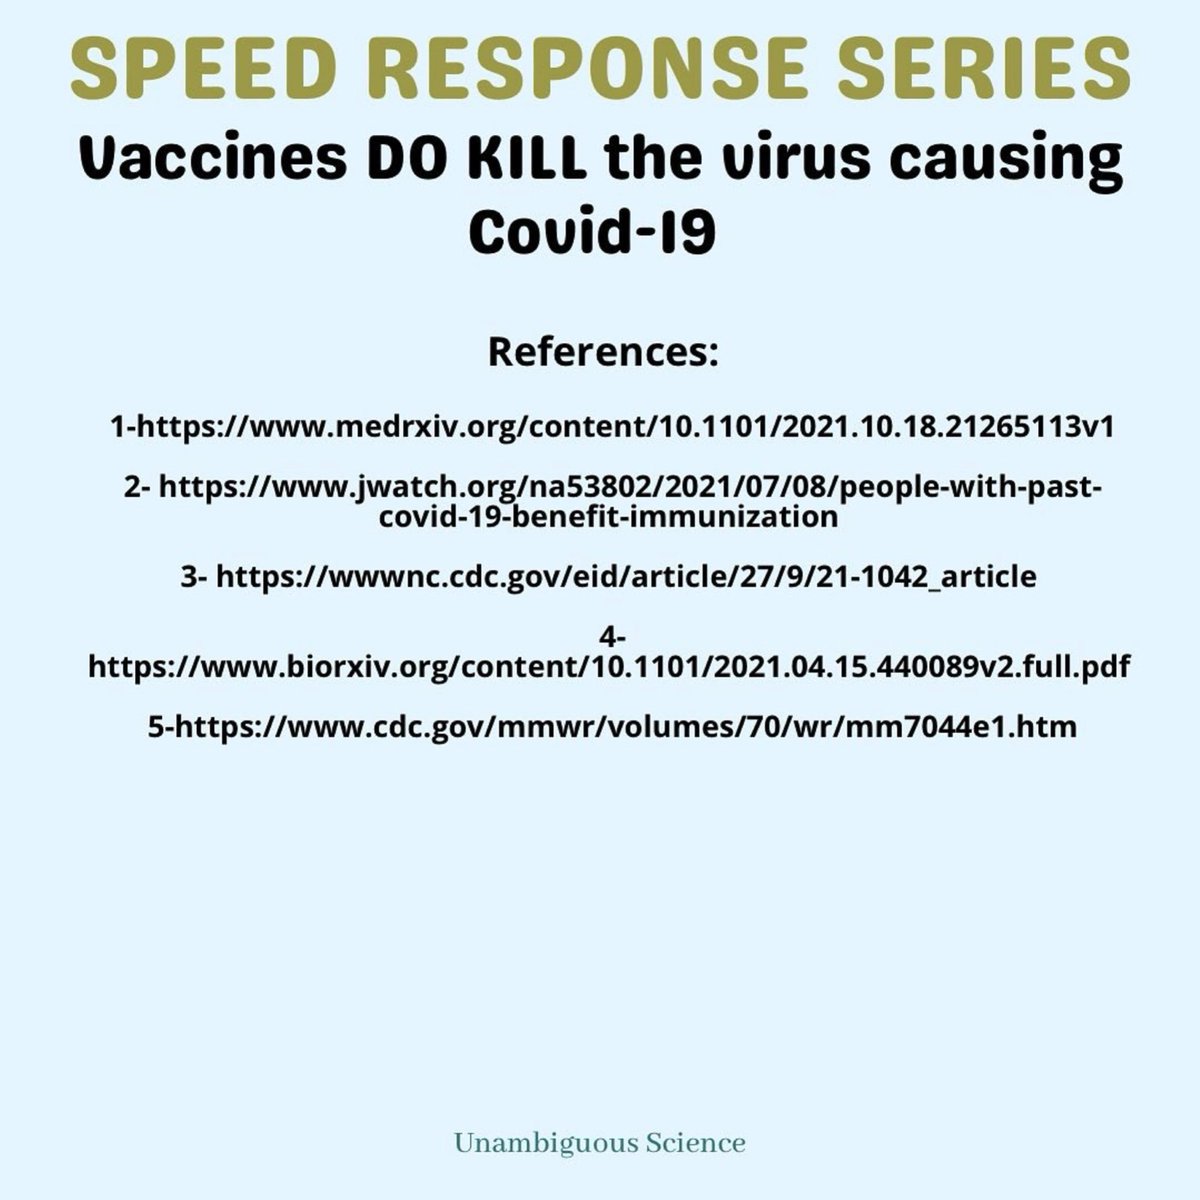 SPEED RESPONSE SERIES
Vaccines DO KILL the virus causing
Covid-19
References:
1-https://www.medrxiv.org/content/10.1101/2021.10.18.21265113v1
2- https://www.jwatch.org/na53802/2021/07/08/people-with-past-
covid-19-benefit-immunization
3- https://wwwnc.cdc.gov/eid/article/27/9/21-1042_article
4-
https://www.biorxiv.org/content/10.1101/2021.04.15.440089v2.full.pdf
5-https://www.cdc.gov/mmwr/volumes/70/wr/mm7044e1.htm
Unambiguous Science